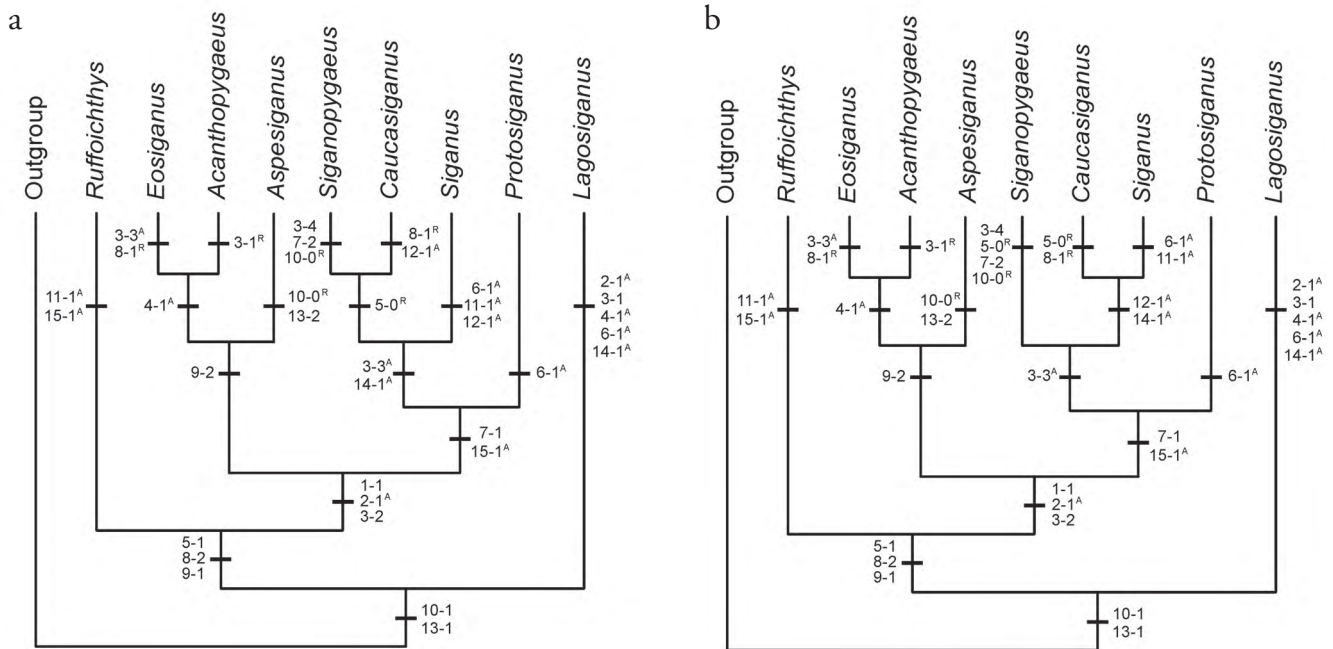 a
Outgroup
Ruffoichthys
Eosiganus
Acanthopygaeus
Aspesiganus
Siganopygaeus
Caucasiganus
Siganus
Protosiganus
Lagosiganus
11-1ᴬ
15-1ᴬ
3-3ᴬ
8-1ᴿ
3-1ᴿ
4-1ᴬ
10-0ᴿ
13-2
9-2
3-4
7-2
10-0ᴿ
8-1ᴿ
12-1ᴬ
5-0ᴿ
6-1ᴬ
11-1ᴬ
12-1ᴬ
3-3ᴬ
14-1ᴬ
6-1ᴬ
7-1
15-1ᴬ
2-1ᴬ
3-1
4-1ᴬ
6-1ᴬ
14-1ᴬ
1-1
2-1ᴬ
3-2
5-1
8-2
9-1
10-1
13-1
b
Outgroup
Ruffoichthys
Eosiganus
Acanthopygaeus
Aspesiganus
Siganopygaeus
Caucasiganus
Siganus
Protosiganus
Lagosiganus
11-1ᴬ
15-1ᴬ
3-3ᴬ
8-1ᴿ
3-1ᴿ
4-1ᴬ
10-0ᴿ
13-2
9-2
3-4
5-0ᴿ
7-2
10-0ᴿ
5-0ᴿ
8-1ᴿ
6-1ᴬ
11-1ᴬ
12-1ᴬ
14-1ᴬ
3-3ᴬ
6-1ᴬ
7-1
15-1ᴬ
2-1ᴬ
3-1
4-1ᴬ
6-1ᴬ
14-1ᴬ
1-1
2-1ᴬ
3-2
5-1
8-2
9-1
10-1
13-1